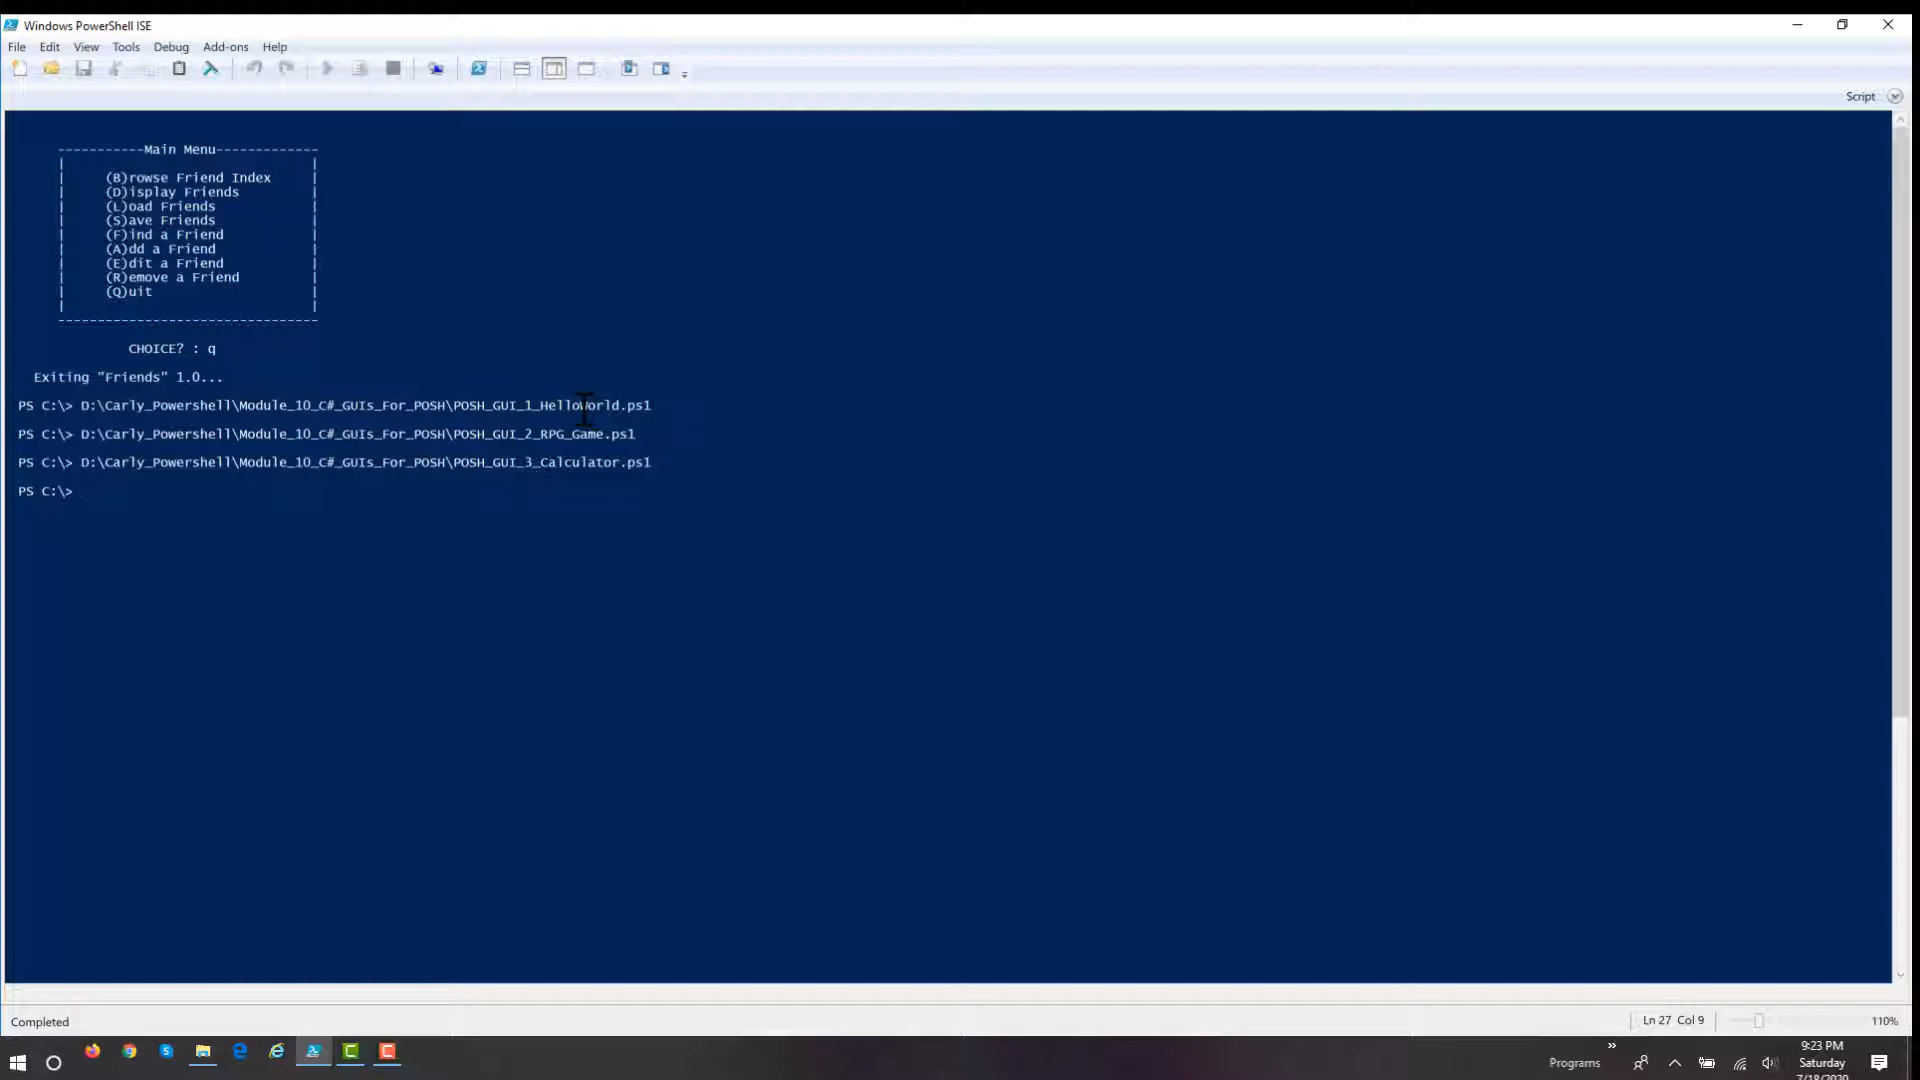 Windows PowerShell ISE
File Edit View Tools Debug Add-ons Help
Script
-----------Main Menu-------------
(B)rowse Friend Index
(D)isplay Friends
(L)oad Friends
(S)ave Friends
(F)ind a Friend
(A)dd a Friend
(E)dit a Friend
(R)emove a Friend
(Q)uit
---------------------------------
CHOICE? : q
Exiting "Friends" 1.0...
PS C:\> D:\Carly_Powershell\Module_10_C#_GUIs_For_POSH\POSH_GUI_1_HelloWorld.ps1
PS C:\> D:\Carly_Powershell\Module_10_C#_GUIs_For_POSH\POSH_GUI_2_RPG_Game.ps1
PS C:\> D:\Carly_Powershell\Module_10_C#_GUIs_For_POSH\POSH_GUI_3_Calculator.ps1
PS C:\>
Completed
Ln 27 Col 9
110%
Programs
9:23 PM
Saturday
7/18/2020